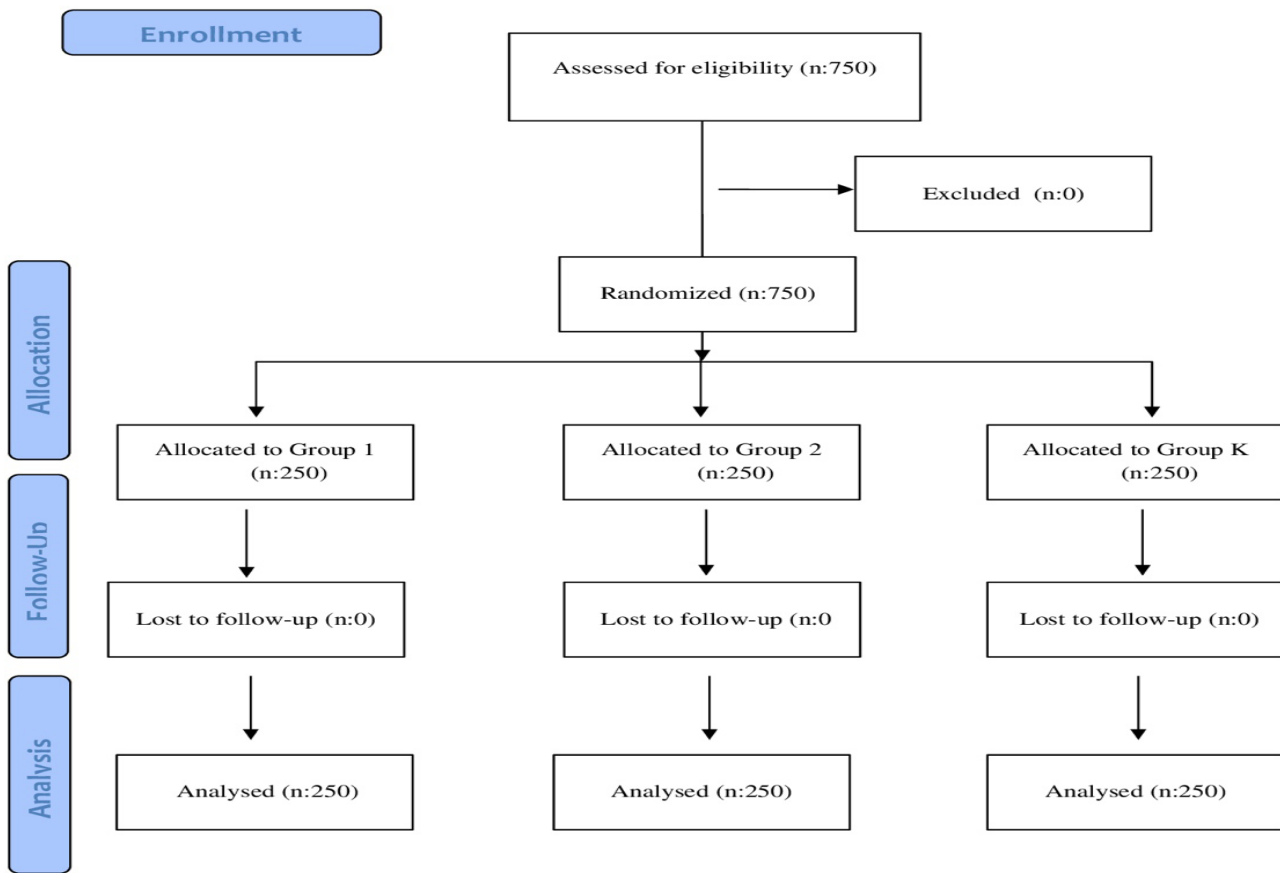 Enrollment
Assessed for eligibility (n:750)
Excluded (n:0)
Randomized (n:750)
Allocation
Allocated to Group 1
(n:250)
Allocated to Group 2
(n:250)
Allocated to Group K
(n:250)
Follow-Up
Lost to follow-up (n:0)
Lost to follow-up (n:0
Lost to follow-up (n:0)
Analysis
Analysed (n:250)
Analysed (n:250)
Analysed (n:250)